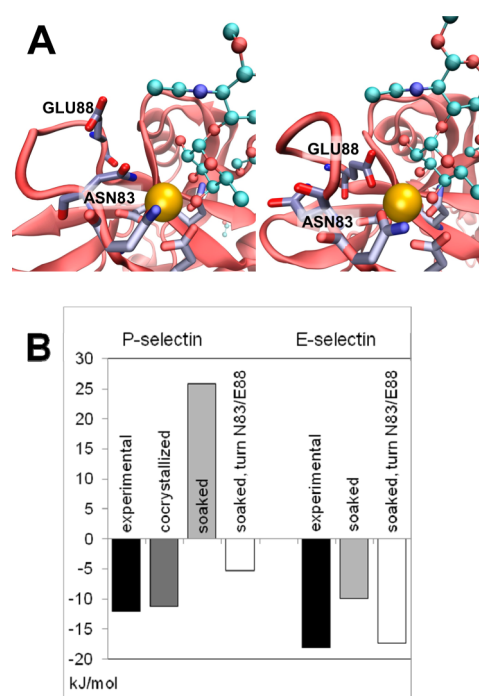 A
GLU88
ASN83
GLU88
ASN83
B
P-selectin
E-selectin
30
25
20
15
10
5
0
-5
-10
-15
-20
kJ/mol
experimental
cocrystallized
soaked
soaked, turn N83/E88
experimental
soaked
soaked, turn N83/E88